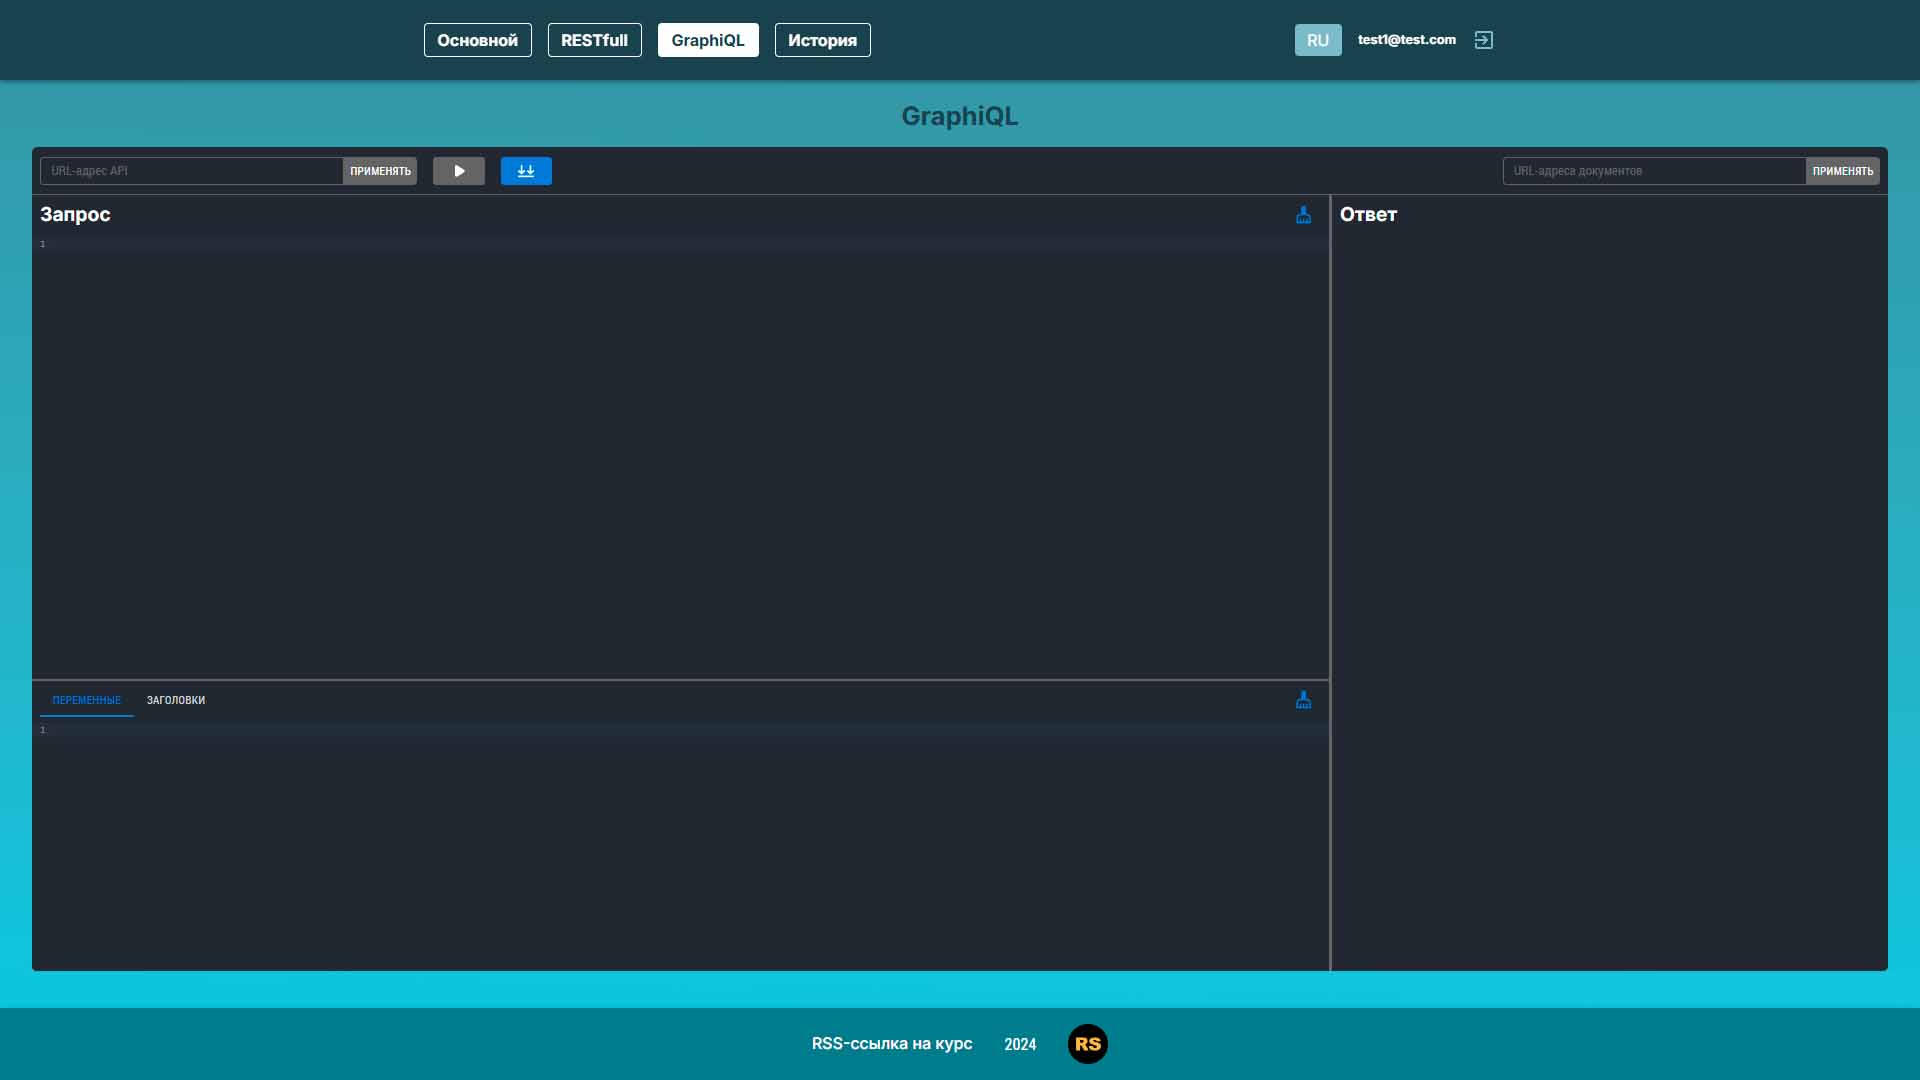 Основной RESTfull GraphiQL История RU test1@test.com
GraphiQL
URL-адрес API ПРИМЕНЯТЬ URL-адреса документов ПРИМЕНЯТЬ
Запрос Ответ
1
ПЕРЕМЕННЫЕ ЗАГОЛОВКИ
1
RSS-ссылка на курс 2024 RS